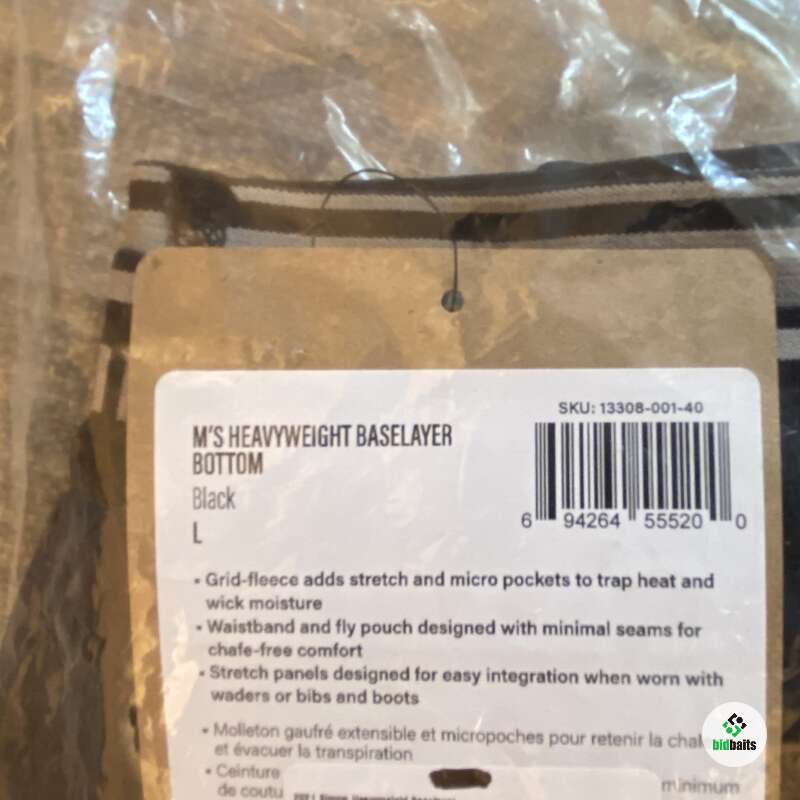 SKU: 13308-001-40
M'S HEAVYWEIGHT BASELAYER
BOTTOM
Black
L
6 94264 55520 0
• Grid-fleece adds stretch and micro pockets to trap heat and
wick moisture
• Waistband and fly pouch designed with minimal seams for
chafe-free comfort
• Stretch panels designed for easy integration when worn with
waders or bibs and boots
• Molleton gaufré extensible et micropoches pour retenir la
et évacuer la transpiration
• Ceinture minimum
de
bidbaits